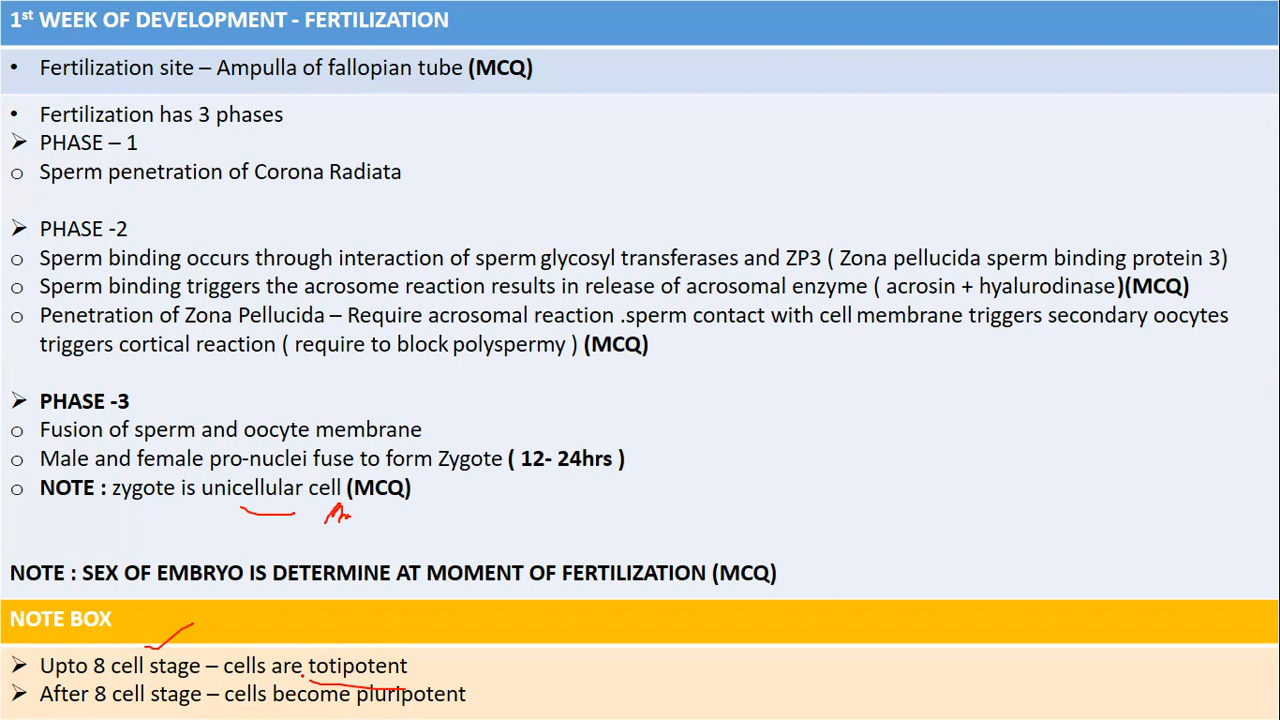 1st WEEK OF DEVELOPMENT - FERTILIZATION
• Fertilization site – Ampulla of fallopian tube (MCQ)
• Fertilization has 3 phases
➢ PHASE – 1
o Sperm penetration of Corona Radiata
➢ PHASE -2
o Sperm binding occurs through interaction of sperm glycosyl transferases and ZP3 ( Zona pellucida sperm binding protein 3)
o Sperm binding triggers the acrosome reaction results in release of acrosomal enzyme ( acrosin + hyalurodinase)(MCQ)
o Penetration of Zona Pellucida – Require acrosomal reaction .sperm contact with cell membrane triggers secondary oocytes
triggers cortical reaction ( require to block polyspermy ) (MCQ)
➢ PHASE -3
o Fusion of sperm and oocyte membrane
o Male and female pro-nuclei fuse to form Zygote ( 12- 24hrs )
o NOTE : zygote is unicellular cell (MCQ)
NOTE : SEX OF EMBRYO IS DETERMINE AT MOMENT OF FERTILIZATION (MCQ)
NOTE BOX
➢ Upto 8 cell stage – cells are totipotent
➢ After 8 cell stage – cells become pluripotent